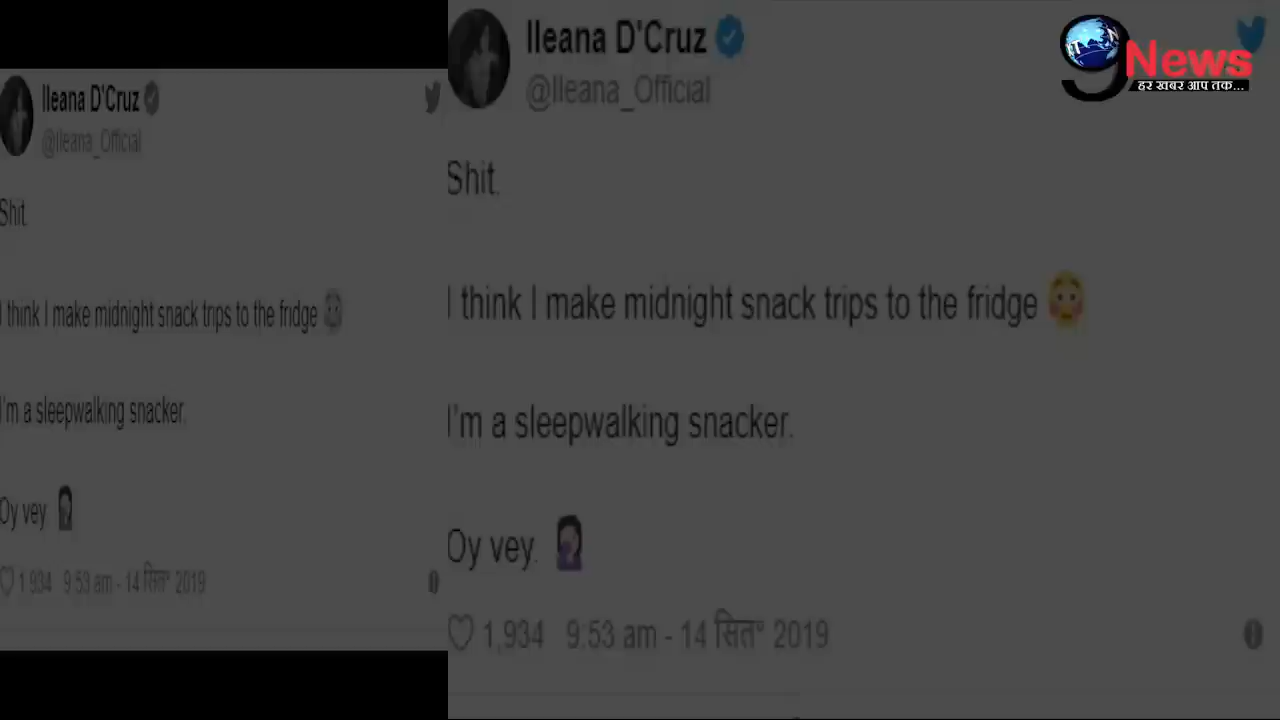 Ileana D'Cruz
@Ileana_Official
Shit.
I think I make midnight snack trips to the fridge 😳
I'm a sleepwalking snacker.
Oy vey 🤦🏻‍♀️
1,934 9:53 am - 14 सित॰ 2019
Ileana D'Cruz
@Ileana_Official
Shit.
I think I make midnight snack trips to the fridge 😳
I'm a sleepwalking snacker.
Oy vey. 🤦🏻‍♀️
1,934 9:53 am - 14 सित॰ 2019
ITN
9 News
हर खबर आप तक...